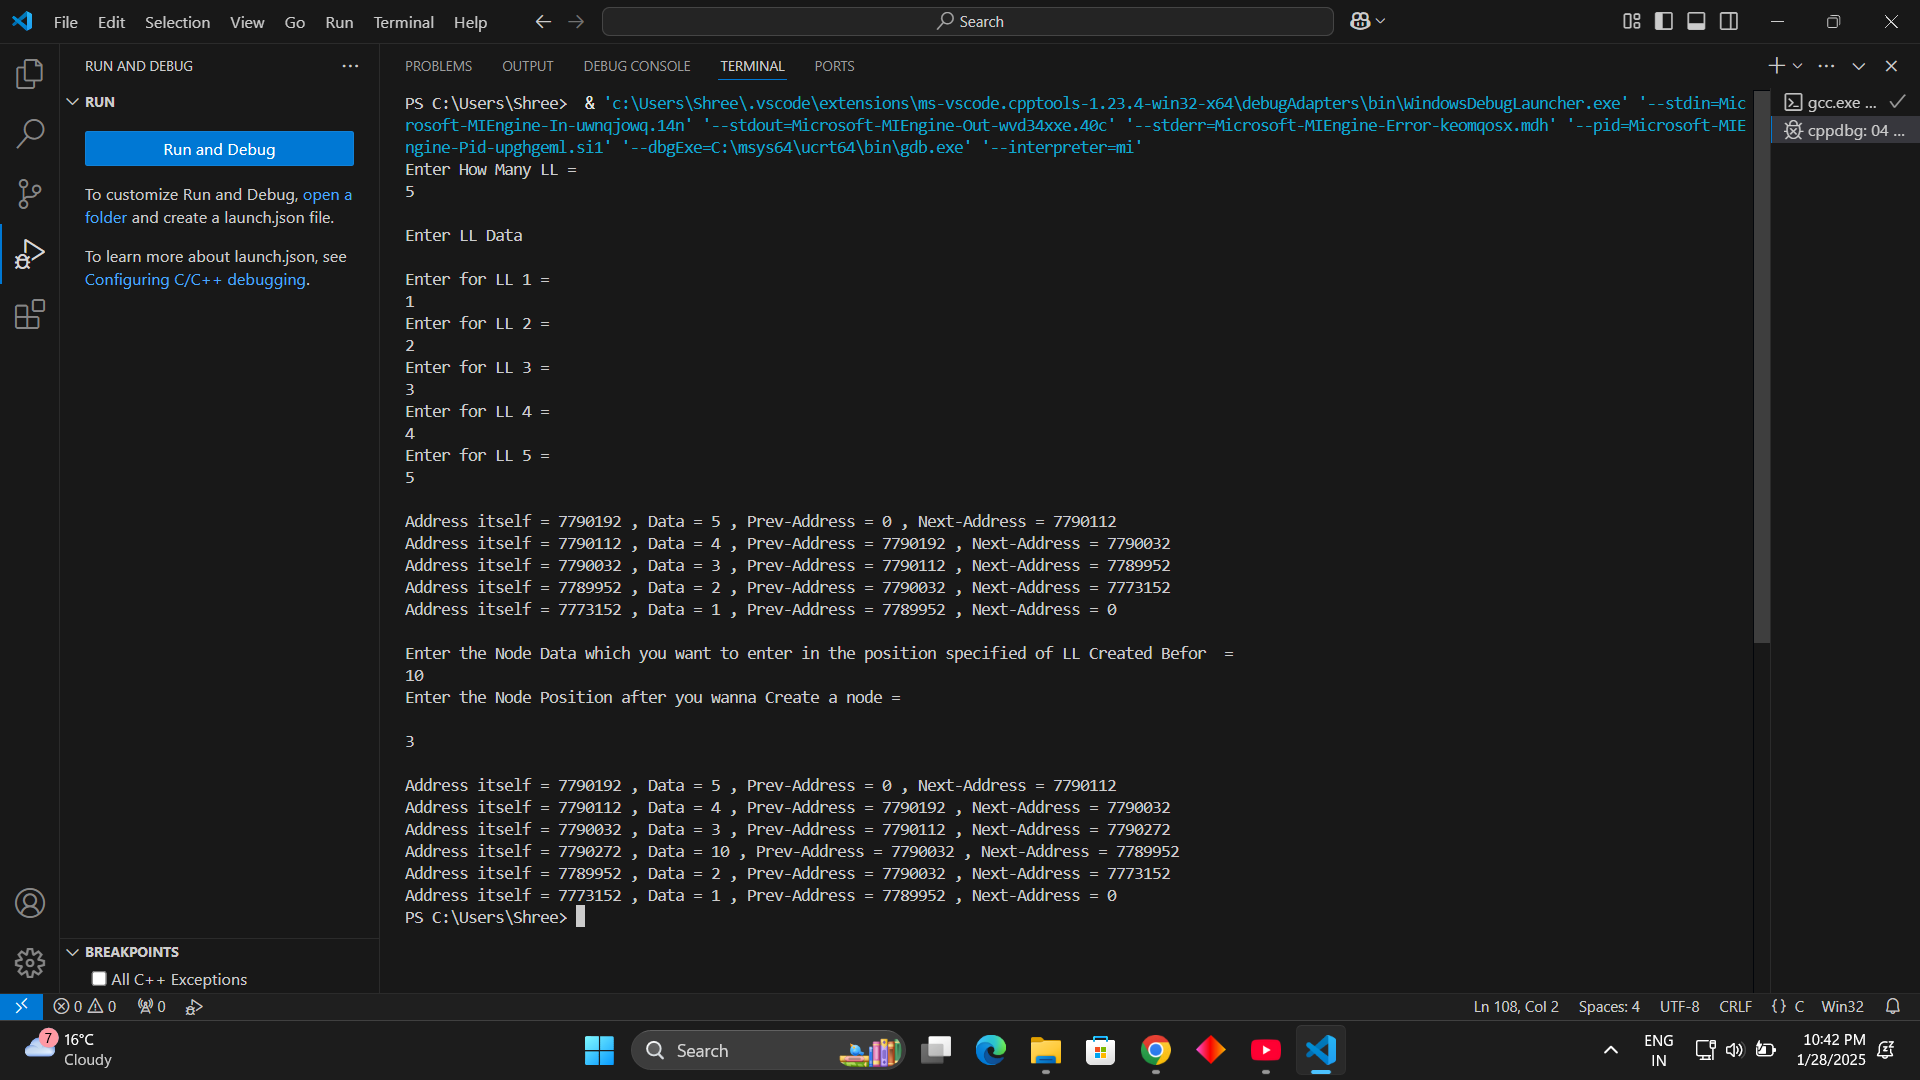 File Edit Selection View Go Run Terminal Help
Search
RUN AND DEBUG
RUN
Run and Debug
To customize Run and Debug, open a
folder and create a launch.json file.
To learn more about launch.json, see
Configuring C/C++ debugging.
BREAKPOINTS
All C++ Exceptions
PROBLEMS OUTPUT DEBUG CONSOLE TERMINAL PORTS
PS C:\Users\Shree>  & 'c:\Users\Shree\.vscode\extensions\ms-vscode.cpptools-1.23.4-win32-x64\debugAdapters\bin\WindowsDebugLauncher.exe' '--stdin=Mic
rosoft-MIEngine-In-uwnqjowq.14n' '--stdout=Microsoft-MIEngine-Out-wvd34xxe.40c' '--stderr=Microsoft-MIEngine-Error-keomqosx.mdh' '--pid=Microsoft-MIE
ngine-Pid-upghgeml.si1' '--dbgExe=C:\msys64\ucrt64\bin\gdb.exe' '--interpreter=mi'
Enter How Many LL =
5
Enter LL Data
Enter for LL 1 =
1
Enter for LL 2 =
2
Enter for LL 3 =
3
Enter for LL 4 =
4
Enter for LL 5 =
5
Address itself = 7790192 , Data = 5 , Prev-Address = 0 , Next-Address = 7790112
Address itself = 7790112 , Data = 4 , Prev-Address = 7790192 , Next-Address = 7790032
Address itself = 7790032 , Data = 3 , Prev-Address = 7790112 , Next-Address = 7789952
Address itself = 7789952 , Data = 2 , Prev-Address = 7790032 , Next-Address = 7773152
Address itself = 7773152 , Data = 1 , Prev-Address = 7789952 , Next-Address = 0
Enter the Node Data which you want to enter in the position specified of LL Created Befor  =
10
Enter the Node Position after you wanna Create a node =
3
Address itself = 7790192 , Data = 5 , Prev-Address = 0 , Next-Address = 7790112
Address itself = 7790112 , Data = 4 , Prev-Address = 7790192 , Next-Address = 7790032
Address itself = 7790032 , Data = 3 , Prev-Address = 7790112 , Next-Address = 7790272
Address itself = 7790272 , Data = 10 , Prev-Address = 7790032 , Next-Address = 7789952
Address itself = 7789952 , Data = 2 , Prev-Address = 7790032 , Next-Address = 7773152
Address itself = 7773152 , Data = 1 , Prev-Address = 7789952 , Next-Address = 0
PS C:\Users\Shree>
gcc.exe ...
cppdbg: 04 ...
0 0 0
Ln 108, Col 2 Spaces: 4 UTF-8 CRLF {} C Win32
7 16°C
Cloudy
Search
ENG
IN
10:42 PM
1/28/2025